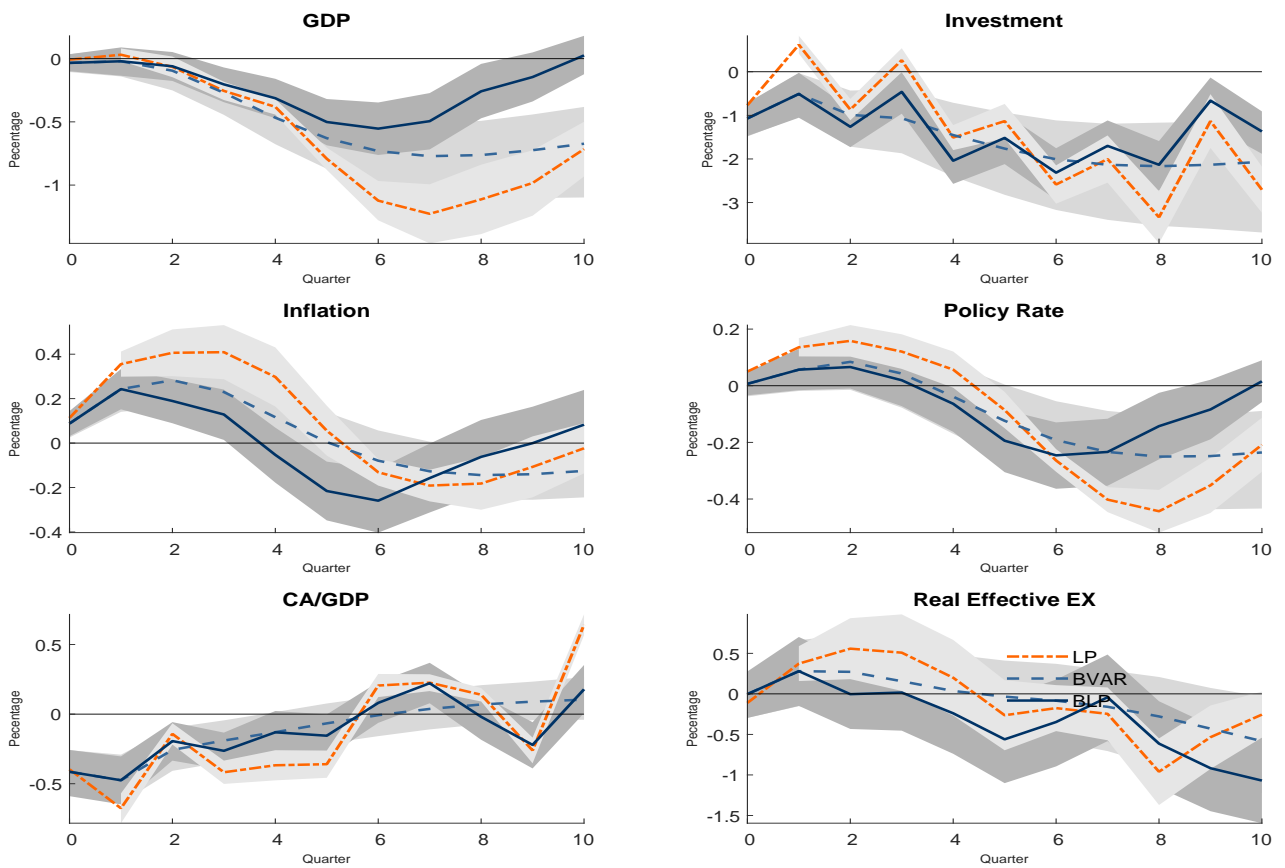 GDP
0
-0.5
-1
Pecentage
0 2 4 6 8 10
Quarter
Investment
0
-1
-2
-3
Pecentage
0 2 4 6 8 10
Quarter
Inflation
0.4
0.2
0
-0.2
-0.4
Pecentage
0 2 4 6 8 10
Quarter
Policy Rate
0.2
0
-0.2
-0.4
Pecentage
0 2 4 6 8 10
Quarter
CA/GDP
0.5
0
-0.5
Pecentage
0 2 4 6 8 10
Quarter
Real Effective EX
0.5
0
-0.5
-1
-1.5
Pecentage
LP
BVAR
BLP
0 2 4 6 8 10
Quarter